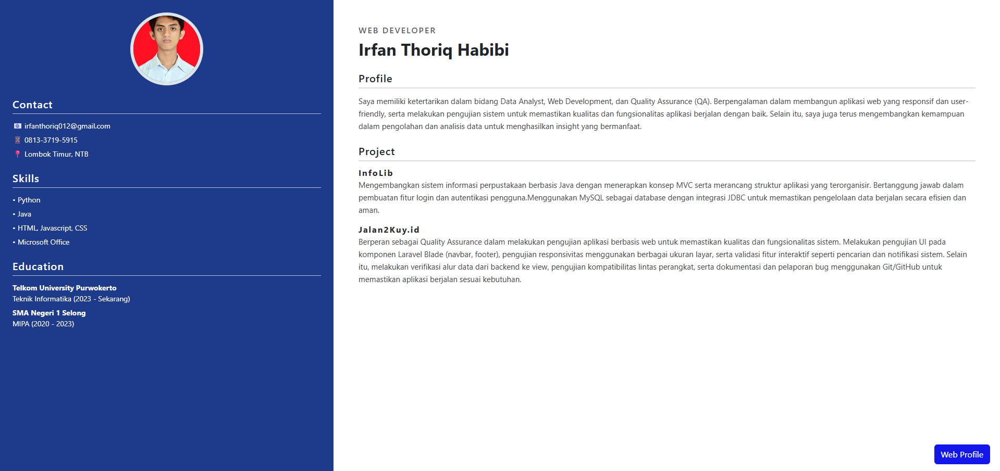 Contact
irfanthoriq012@gmail.com
0813-3719-5915
Lombok Timur, NTB
Skills
• Python
• Java
• HTML, Javascript, CSS
• Microsoft Office
Education
Telkom University Purwokerto
Teknik Informatika (2023 - Sekarang)
SMA Negeri 1 Selong
MIPA (2020 - 2023)
WEB DEVELOPER
Irfan Thoriq Habibi
Profile
Saya memiliki ketertarikan dalam bidang Data Analyst, Web Development, dan Quality Assurance (QA). Berpengalaman dalam membangun aplikasi web yang responsif dan user-
friendly, serta melakukan pengujian sistem untuk memastikan kualitas dan fungsionalitas aplikasi berjalan dengan baik. Selain itu, saya juga terus mengembangkan kemampuan
dalam pengolahan dan analisis data untuk menghasilkan insight yang bermanfaat.
Project
InfoLib
Mengembangkan sistem informasi perpustakaan berbasis Java dengan menerapkan konsep MVC serta merancang struktur aplikasi yang terorganisir. Bertanggung jawab dalam
pembuatan fitur login dan autentikasi pengguna.Menggunakan MySQL sebagai database dengan integrasi JDBC untuk memastikan pengelolaan data berjalan secara efisien dan
aman.
Jalan2Kuy.id
Berperan sebagai Quality Assurance dalam melakukan pengujian aplikasi berbasis web untuk memastikan kualitas dan fungsionalitas sistem. Melakukan pengujian UI pada
komponen Laravel Blade (navbar, footer), pengujian responsivitas menggunakan berbagai ukuran layar, serta validasi fitur interaktif seperti pencarian dan notifikasi sistem. Selain
itu, melakukan verifikasi alur data dari backend ke view, pengujian kompatibilitas lintas perangkat, serta dokumentasi dan pelaporan bug menggunakan Git/GitHub untuk
memastikan aplikasi berjalan sesuai kebutuhan.
Web Profile